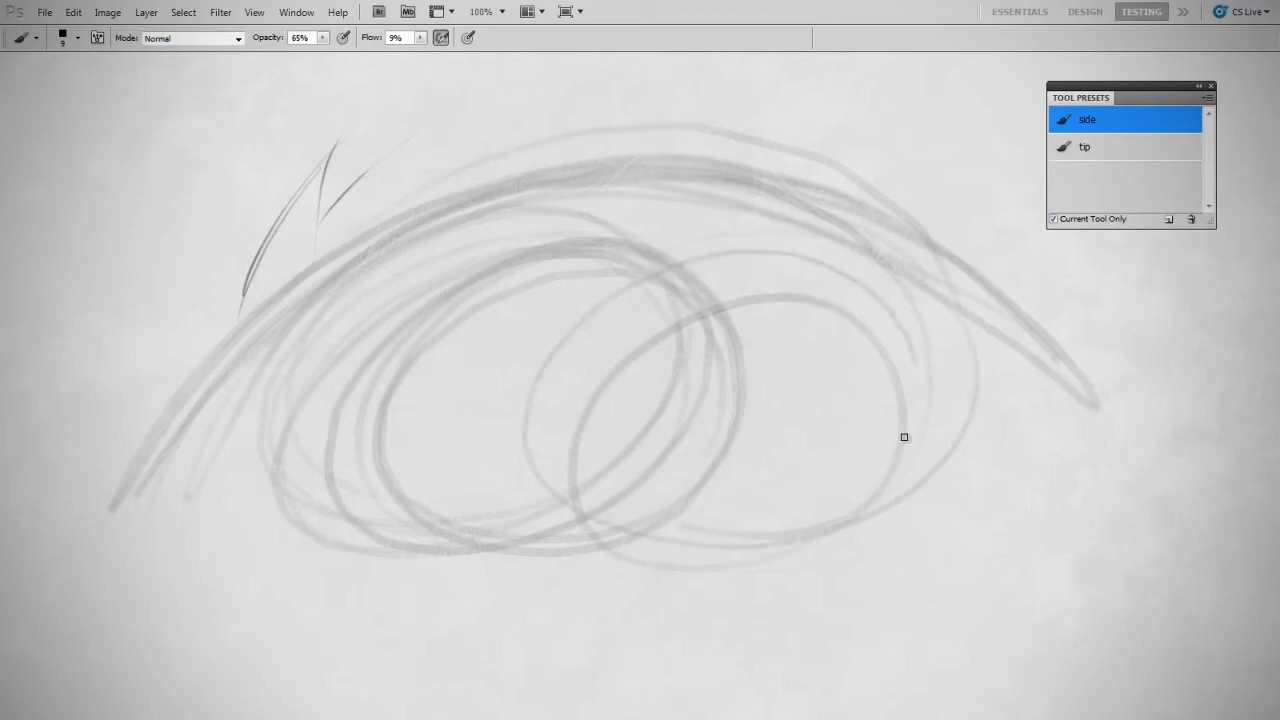 Ps File Edit Image Layer Select Filter View Window Help Br Mb 100% ESSENTIALS DESIGN TESTING CS Live
9 Mode: Normal Opacity: 65% Flow: 9%
TOOL PRESETS
side
tip
Current Tool Only